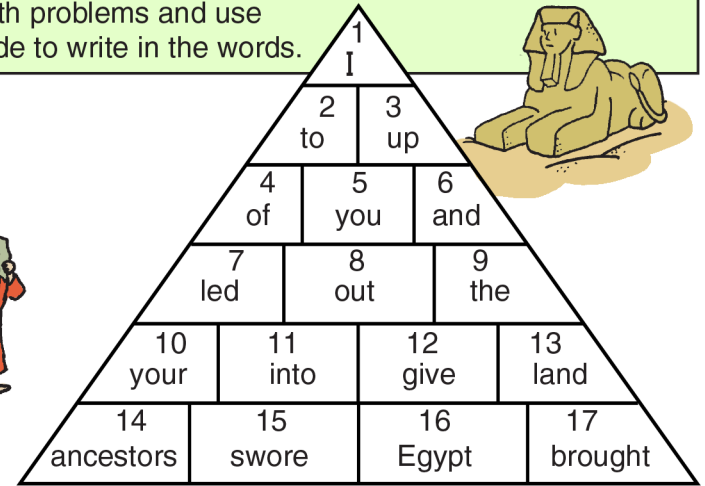 th problems and use
de to write in the words.
1
I
2 3
to up
4 5 6
of you and
7 8 9
led out the
10 11 12 13
your into give land
14 15 16 17
ancestors swore Egypt brought